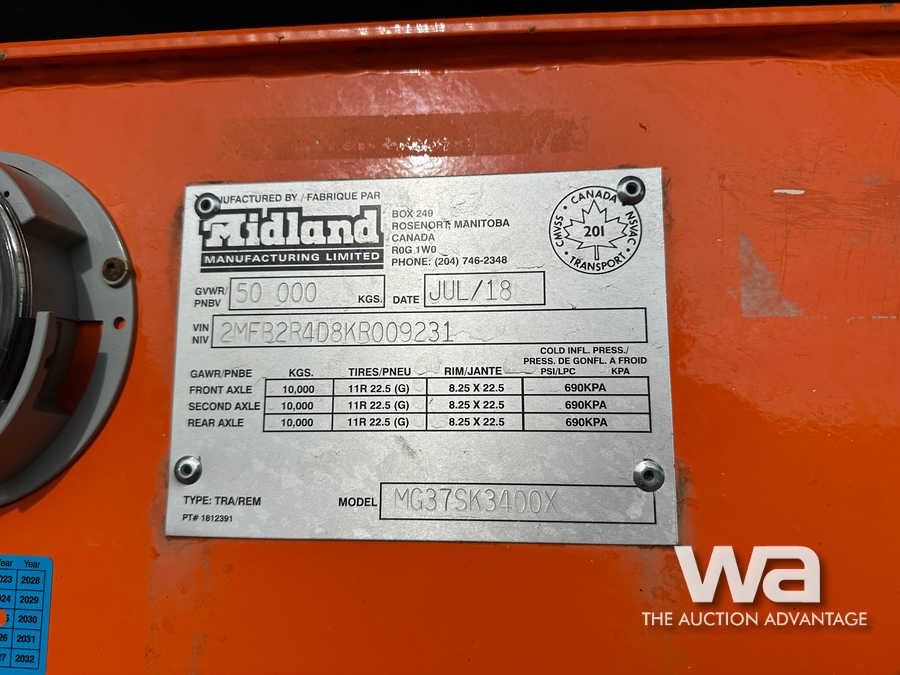 MANUFACTURED BY / FABRIQUE PAR
Midland
MANUFACTURING LIMITED
BOX 249
ROSENORT, MANITOBA
CANADA
R0G 1W0
PHONE: (204) 746-2348
CANADA
CMVSS
NSVAC
201
TRANSPORT
GVWR/
PNBV
50 000
KGS.
DATE
JUL/18
VIN
NIV
2MFB2R4D8KR009231
COLD INFL. PRESS./
PRESS. DE GONFL. A FROID
GAWR/PNBE KGS. TIRES/PNEU RIM/JANTE PSI/LPC KPA
FRONT AXLE 10,000 11R 22.5 (G) 8.25 X 22.5 690KPA
SECOND AXLE 10,000 11R 22.5 (G) 8.25 X 22.5 690KPA
REAR AXLE 10,000 11R 22.5 (G) 8.25 X 22.5 690KPA
TYPE: TRA/REM
MODEL
MG37SK3400X
PT# 1812391
Year Year
2023 2028
2024 2029
2030
2031
2032
wa
THE AUCTION ADVANTAGE